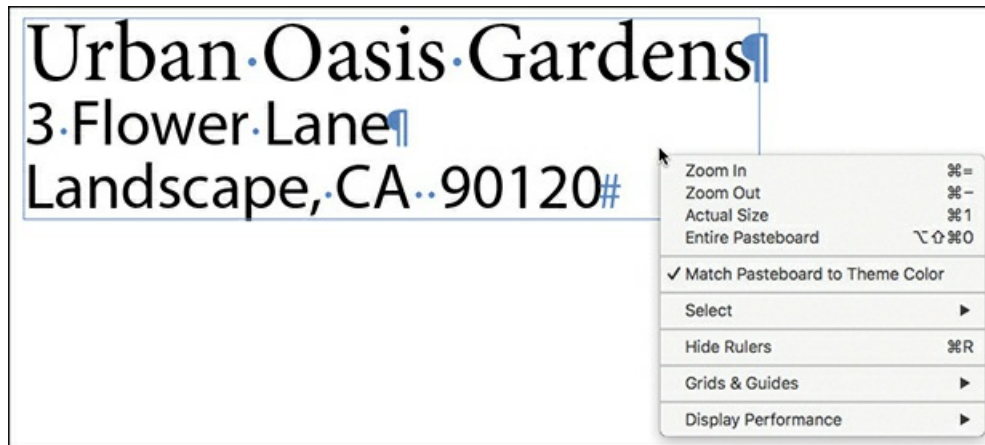 Urban Oasis Gardens¶
3 Flower Lane¶
Landscape, CA  90120#
Zoom In ⌘=
Zoom Out ⌘−
Actual Size ⌘1
Entire Pasteboard ⌥⇧⌘0
✓ Match Pasteboard to Theme Color
Select ▶
Hide Rulers ⌘R
Grids & Guides ▶
Display Performance ▶